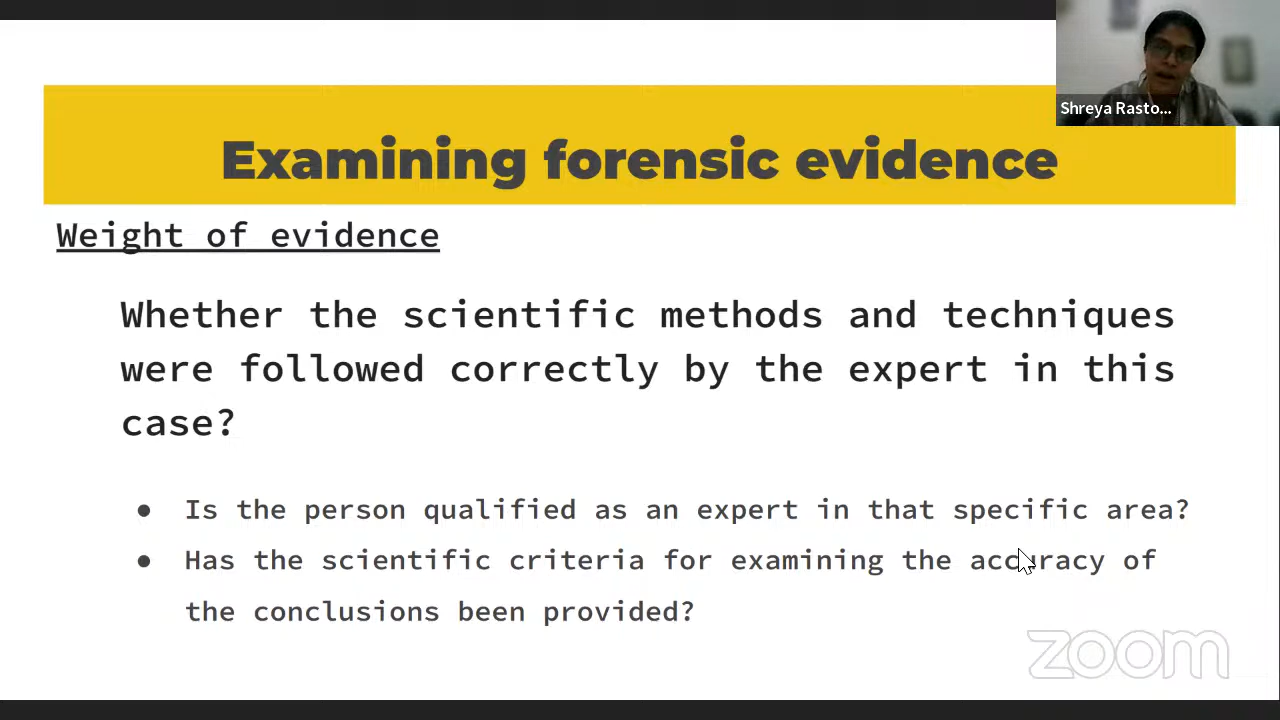 Shreya Rasto...
Examining forensic evidence
Weight of evidence
Whether the scientific methods and techniques
were followed correctly by the expert in this
case?
● Is the person qualified as an expert in that specific area?
● Has the scientific criteria for examining the accuracy of
the conclusions been provided?
zoom